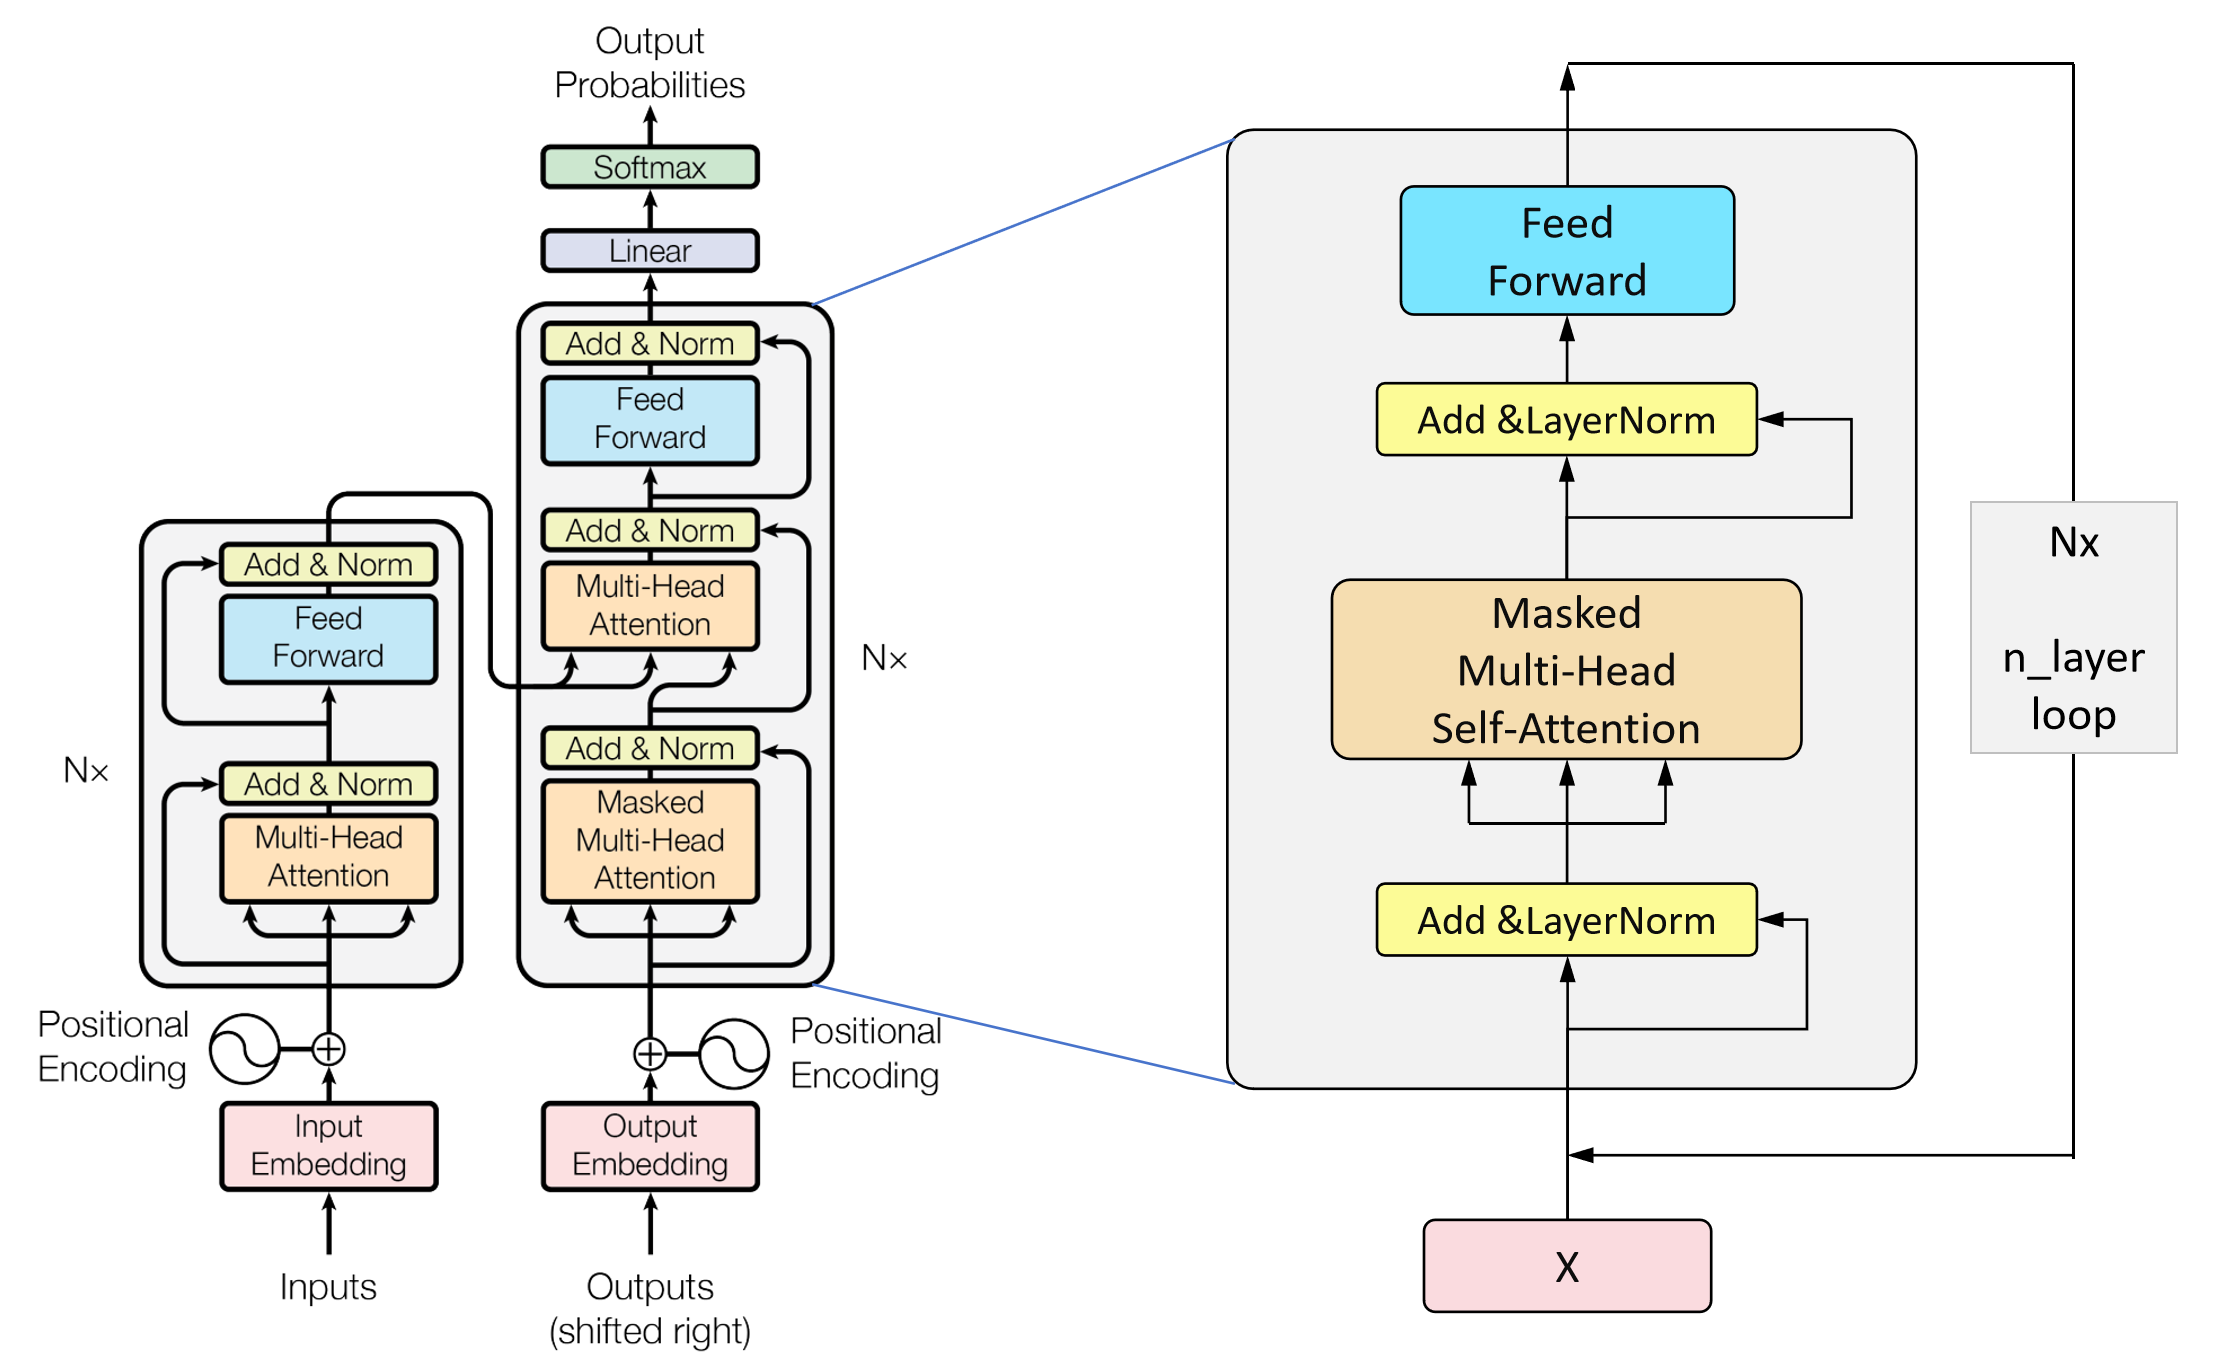 Output
Probabilities
Softmax
Linear
Add & Norm
Feed
Forward
Add & Norm
Multi-Head
Attention
Nx
Add & Norm
Masked
Multi-Head
Attention
Positional
Encoding
Output
Embedding
Outputs
(shifted right)
Add & Norm
Feed
Forward
Nx
Add & Norm
Multi-Head
Attention
Positional
Encoding
Input
Embedding
Inputs
Feed
Forward
Add &LayerNorm
Masked
Multi-Head
Self-Attention
Add &LayerNorm
X
Nx
n_layer
loop